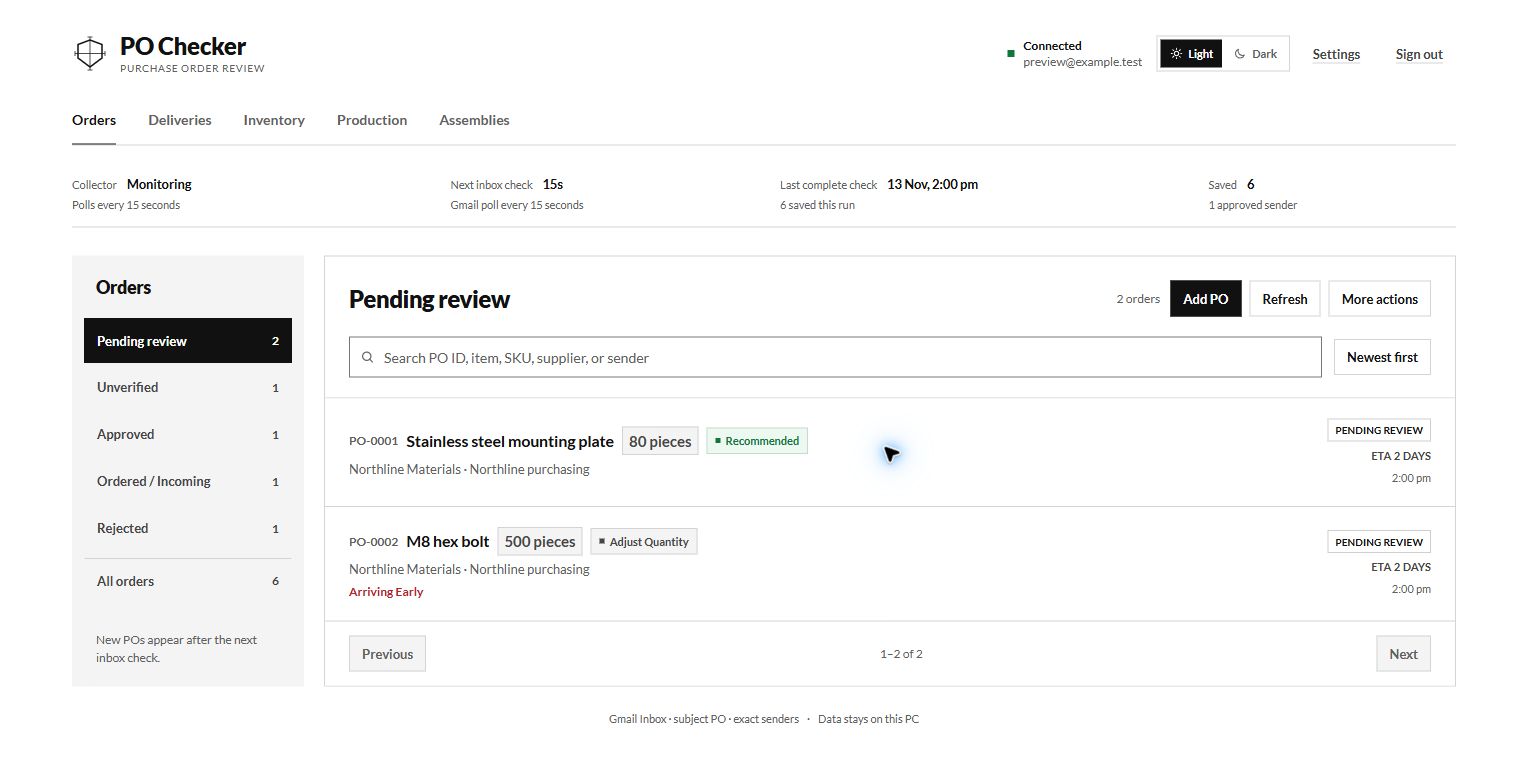 PO Checker
PURCHASE ORDER REVIEW
Connected
preview@example.test
Light
Dark
Settings
Sign out
Orders
Deliveries
Inventory
Production
Assemblies
Collector Monitoring
Polls every 15 seconds
Next inbox check 15s
Gmail poll every 15 seconds
Last complete check 13 Nov, 2:00 pm
6 saved this run
Saved 6
1 approved sender
Orders
Pending review 2
Unverified 1
Approved 1
Ordered / Incoming 1
Rejected 1
All orders 6
New POs appear after the next
inbox check.
Pending review
2 orders
Add PO
Refresh
More actions
Search PO ID, item, SKU, supplier, or sender
Newest first
PO-0001 Stainless steel mounting plate 80 pieces Recommended
Northline Materials · Northline purchasing
PENDING REVIEW
ETA 2 DAYS
2:00 pm
PO-0002 M8 hex bolt 500 pieces Adjust Quantity
Northline Materials · Northline purchasing
Arriving Early
PENDING REVIEW
ETA 2 DAYS
2:00 pm
Previous
1–2 of 2
Next
Gmail Inbox · subject PO · exact senders · Data stays on this PC